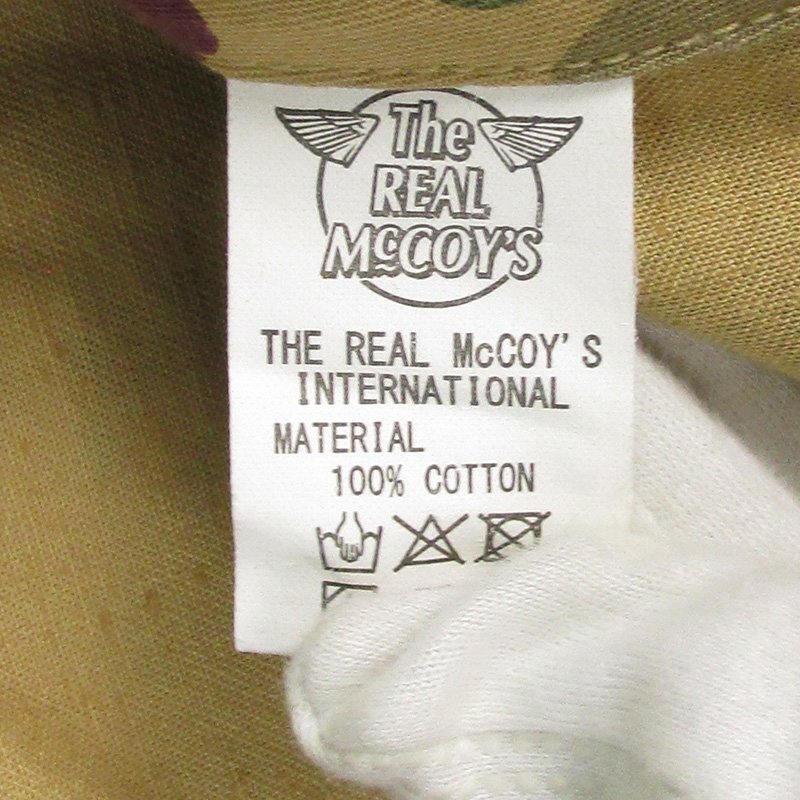 The
REAL
McCOY'S
THE REAL McCOY'S
INTERNATIONAL
MATERIAL
100% COTTON